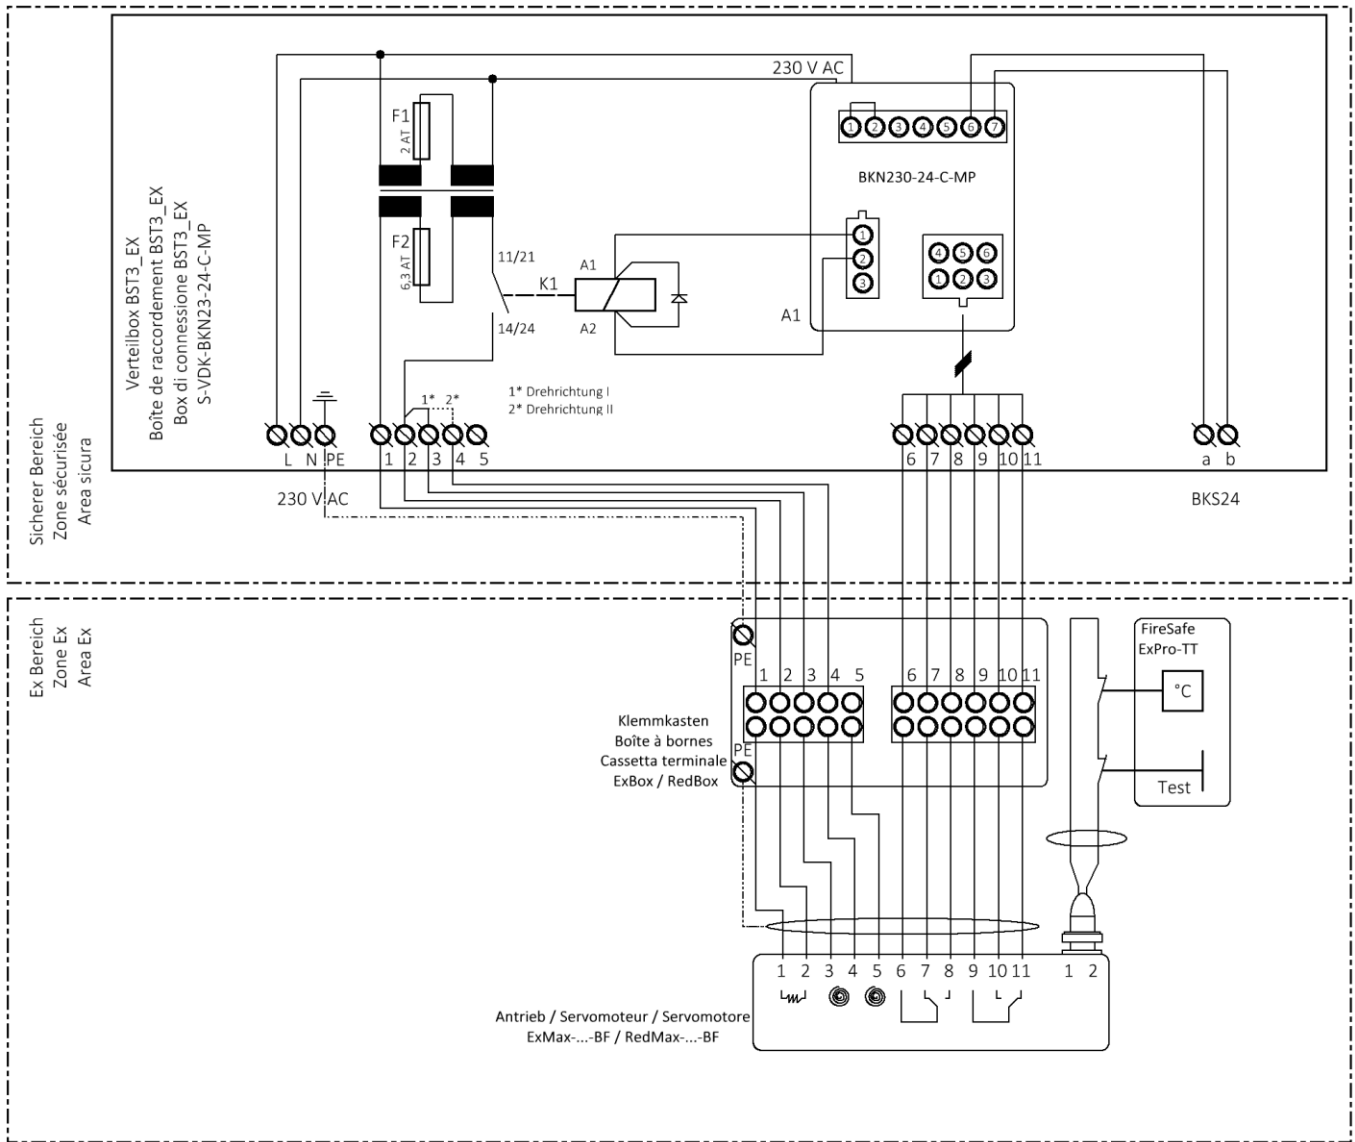 230 V AC
F1
2 AT
F2
6,3 AT
11/21
14/24
K1
A1
A2
1 2 3 4 5 6 7
BKN230-24-C-MP
1
2
3
4 5 6
1 2 3
A1
Verteilbox BST3_EX
Boîte de raccordement BST3_EX
Box di connessione BST3_EX
S-VDK-BKN23-24-C-MP
1* 2*
1* Drehrichtung I
2* Drehrichtung II
L N PE
1 2 3 4 5
6 7 8 9 10 11
a b
230 V AC
BKS24
Sicherer Bereich
Zone sécurisée
Area sicura
Ex Bereich
Zone Ex
Area Ex
PE
1 2 3 4 5
6 7 8 9 10 11
PE
Klemmkasten
Boîte à bornes
Cassetta terminale
ExBox / RedBox
FireSafe
ExPro-TT
°C
Test
1 2 3 4 5 6 7 8 9 10 11
1 2
Antrieb / Servomoteur / Servomotore
ExMax-...-BF / RedMax-...-BF